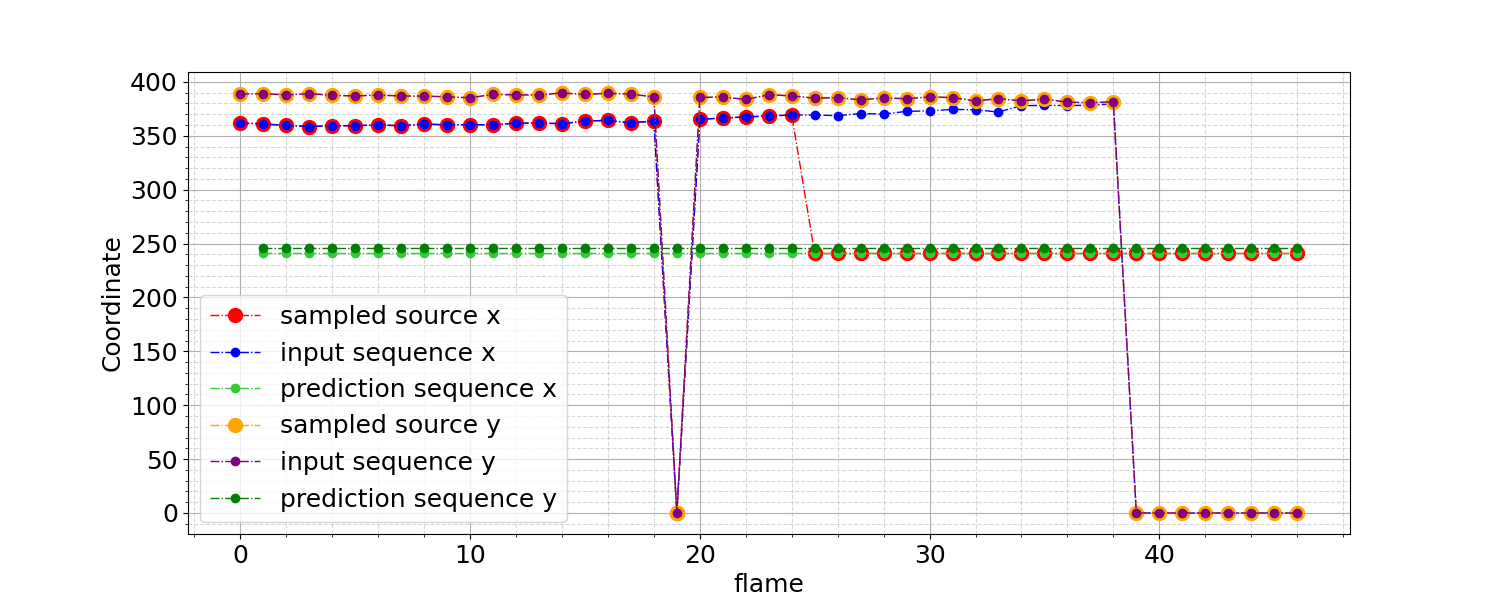 400
350
300
250
200
150
100
50
0
Coordinate
sampled source x
input sequence x
prediction sequence x
sampled source y
input sequence y
prediction sequence y
0 10 20 30 40
flame